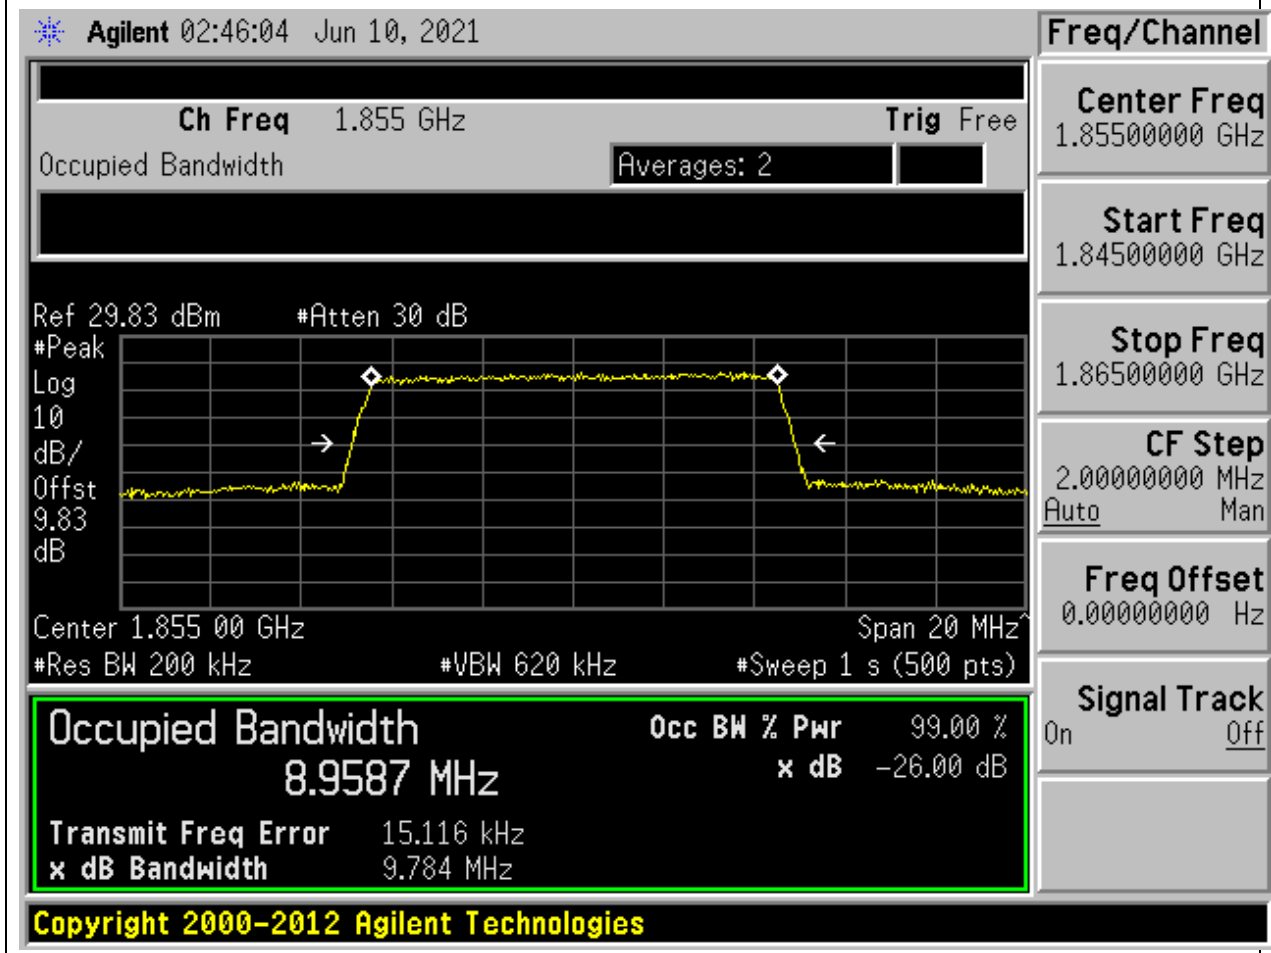 Agilent 02:46:04 Jun 10, 2021
Freq/Channel
Ch Freq 1.855 GHz Trig Free
Occupied Bandwidth Averages: 2
Ref 29.83 dBm #Atten 30 dB
#Peak
Log
10
dB/
Offst
9.83
dB
Center 1.855 00 GHz Span 20 MHz^
#Res BW 200 kHz #VBW 620 kHz #Sweep 1 s (500 pts)
Occupied Bandwidth
8.9587 MHz
Occ BW % Pwr 99.00 %
x dB -26.00 dB
Transmit Freq Error 15.116 kHz
x dB Bandwidth 9.784 MHz
Center Freq
1.85500000 GHz
Start Freq
1.84500000 GHz
Stop Freq
1.86500000 GHz
CF Step
2.00000000 MHz
Auto Man
Freq Offset
0.00000000 Hz
Signal Track
On Off
Copyright 2000-2012 Agilent Technologies